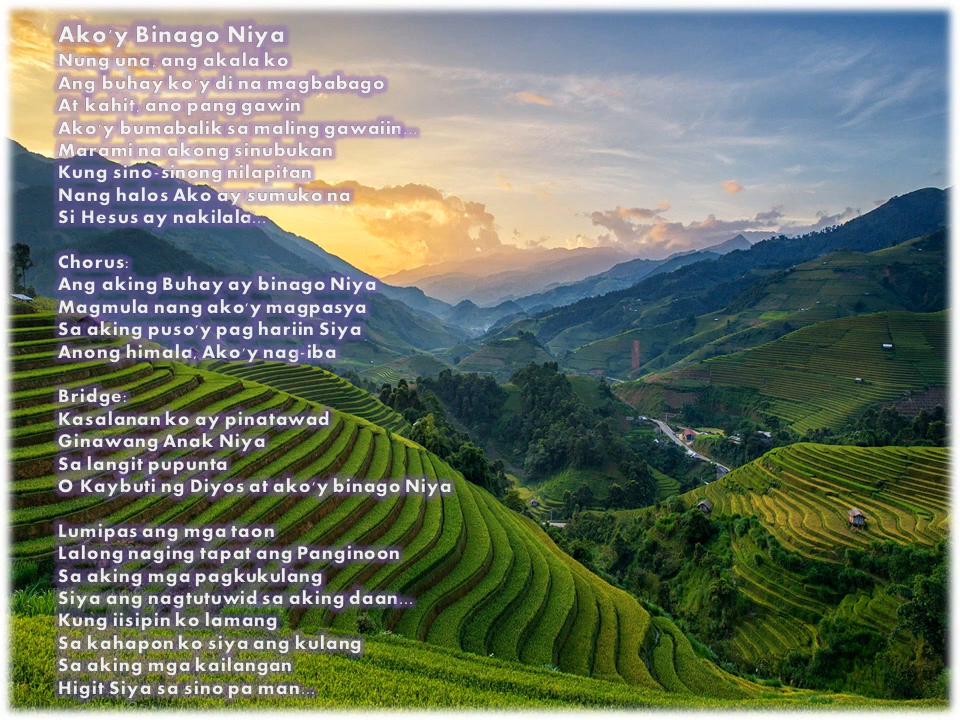 Ako'y Binago Niya
Nung una, ang akala ko
Ang buhay ko'y di na magbabago
At kahit, ano pang gawin
Ako'y bumabalik sa maling gawaiin...
Marami na akong sinubukan
Kung sino-sinong nilapitan
Nang halos Ako ay sumuko na
Si Hesus ay nakilala...

Chorus:
Ang aking Buhay ay binago Niya
Magmula nang ako'y magpasya
Sa aking puso'y pag hariin Siya
Anong himala, Ako'y nag-iba

Bridge:
Kasalanan ko ay pinatawad
Ginawang Anak Niya
Sa langit pupunta
O Kaybuti ng Diyos at ako'y binago Niya

Lumipas ang mga taon
Lalong naging tapat ang Panginoon
Sa aking mga pagkukulang
Siya ang nagtutuwid sa aking daan...
Kung iisipin ko lamang
Sa kahapon ko siya ang kulang
Sa aking mga kailangan
Higit Siya sa sino pa man...